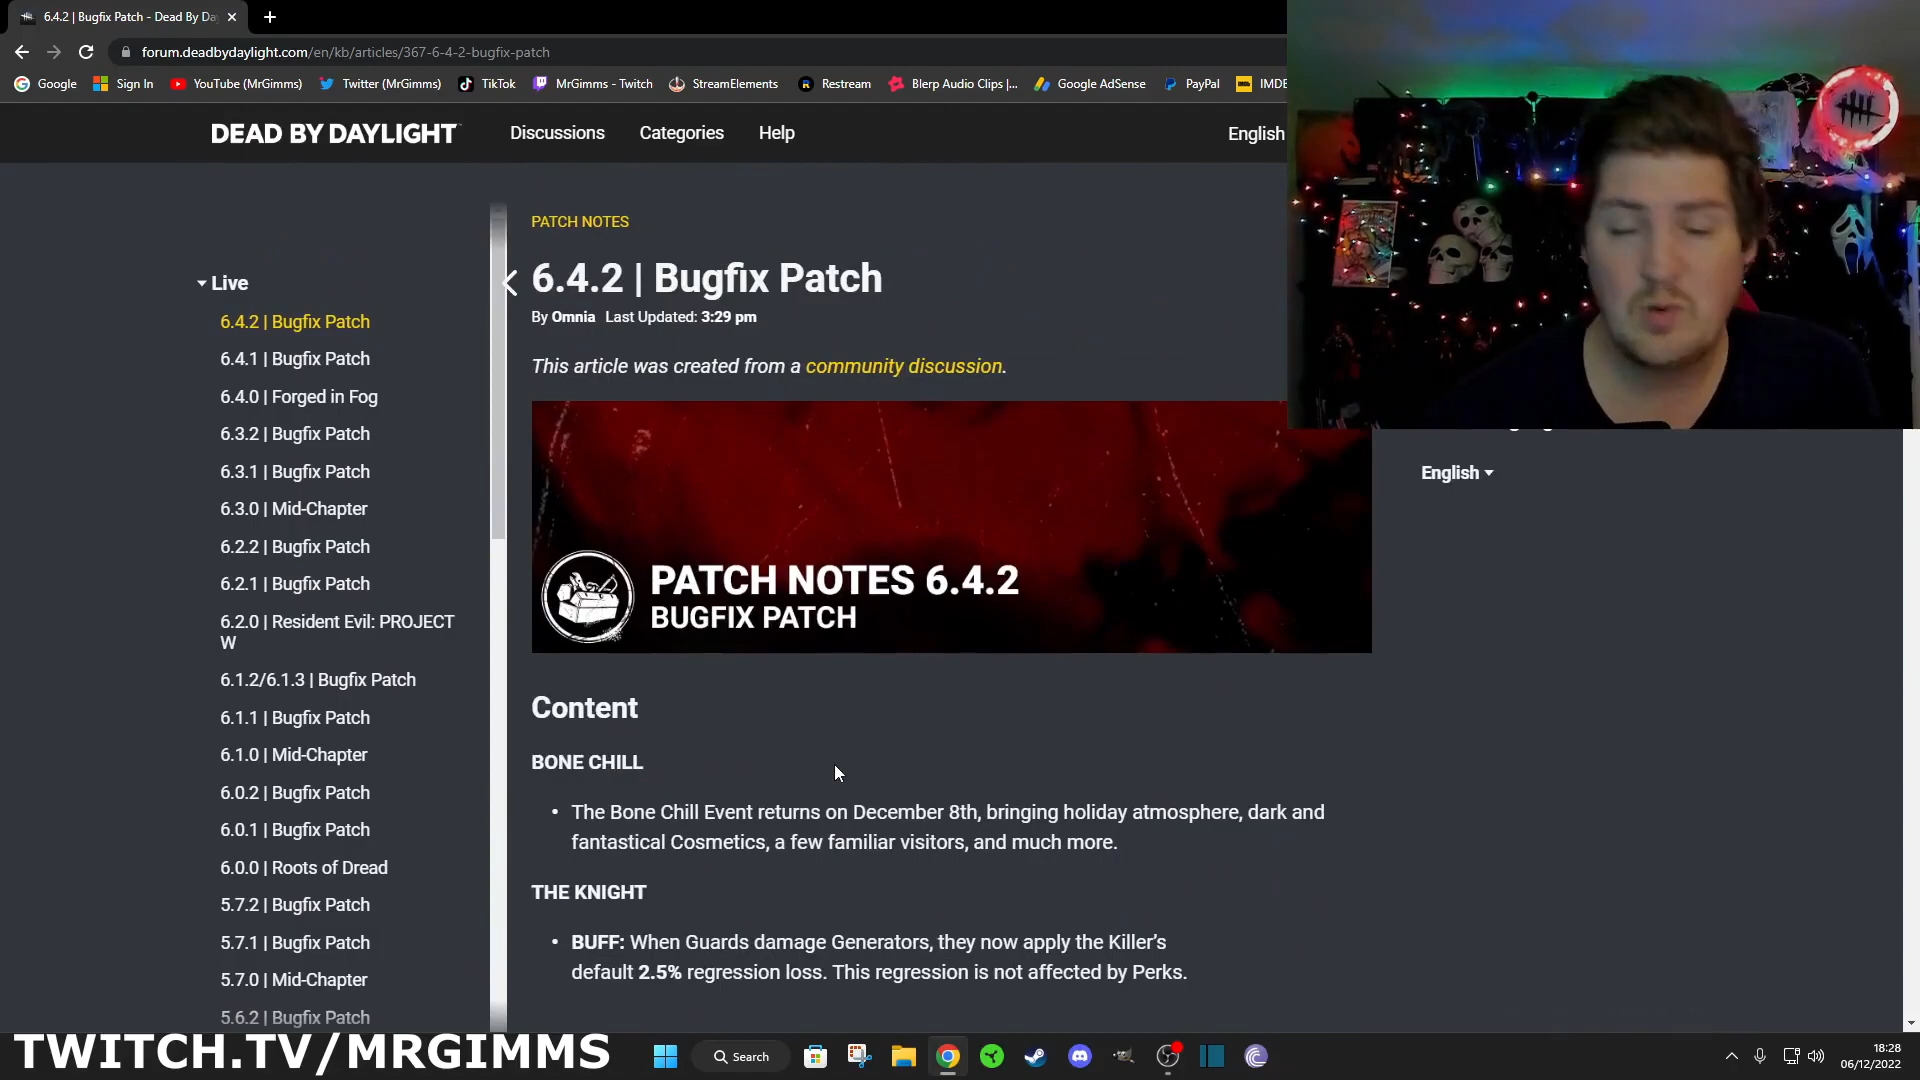 6.4.2 | Bugfix Patch - Dead By Da
forum.deadbydaylight.com/en/kb/articles/367-6-4-2-bugfix-patch
Google Sign In YouTube (MrGimms) Twitter (MrGimms) TikTok MrGimms - Twitch StreamElements Restream Blerp Audio Clips |... Google AdSense PayPal IMDB
DEAD BY DAYLIGHT Discussions Categories Help English
PATCH NOTES
6.4.2 | Bugfix Patch
By Omnia Last Updated: 3:29 pm
This article was created from a community discussion.
Live
6.4.2 | Bugfix Patch
6.4.1 | Bugfix Patch
6.4.0 | Forged in Fog
6.3.2 | Bugfix Patch
6.3.1 | Bugfix Patch
6.3.0 | Mid-Chapter
6.2.2 | Bugfix Patch
6.2.1 | Bugfix Patch
6.2.0 | Resident Evil: PROJECT
W
6.1.2/6.1.3 | Bugfix Patch
6.1.1 | Bugfix Patch
6.1.0 | Mid-Chapter
6.0.2 | Bugfix Patch
6.0.1 | Bugfix Patch
6.0.0 | Roots of Dread
5.7.2 | Bugfix Patch
5.7.1 | Bugfix Patch
5.7.0 | Mid-Chapter
5.6.2 | Bugfix Patch
English
PATCH NOTES 6.4.2
BUGFIX PATCH
Content
BONE CHILL
• The Bone Chill Event returns on December 8th, bringing holiday atmosphere, dark and
fantastical Cosmetics, a few familiar visitors, and much more.
THE KNIGHT
• BUFF: When Guards damage Generators, they now apply the Killer’s
default 2.5% regression loss. This regression is not affected by Perks.
TWITCH.TV/MRGIMMS
Search
18:28
06/12/2022